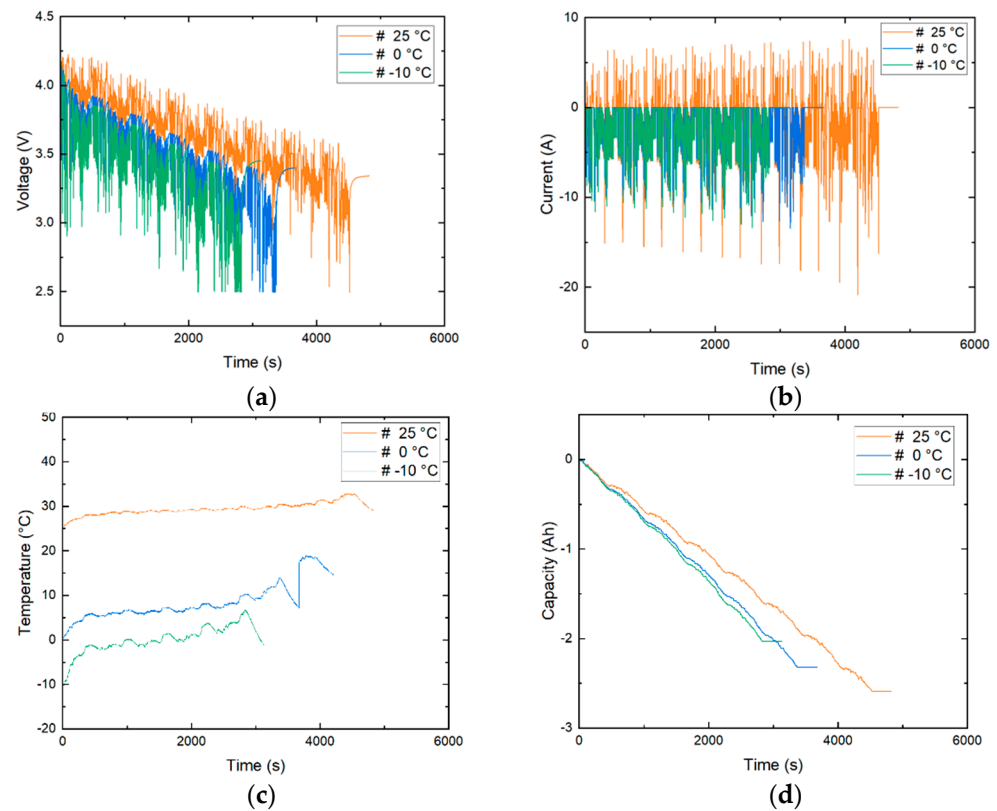 4.5
4.0
3.5
3.0
2.5
Voltage (V)
# 25 °C
# 0 °C
# -10 °C
0
2000
4000
6000
Time (s)
(a)
10
0
-10
-20
Current (A)
# 25 °C
# 0 °C
# -10 °C
0
2000
4000
6000
Time (s)
(b)
50
40
30
20
10
0
-10
-20
Temperature (°C)
# 25 °C
# 0 °C
# -10 °C
0
2000
4000
6000
Time (s)
(c)
0
-1
-2
-3
Capacity (Ah)
# 25 °C
# 0 °C
# -10 °C
0
2000
4000
6000
Time (s)
(d)